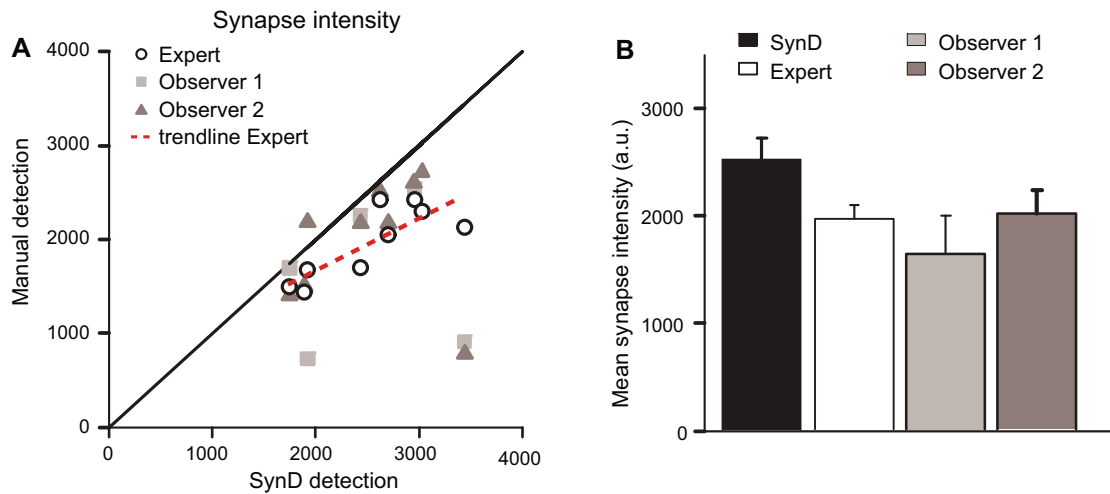 Synapse intensity
A
4000
3000
2000
1000
0
Manual detection
Expert
Observer 1
Observer 2
trendline Expert
0 1000 2000 3000 4000
SynD detection
B
SynD
Expert
Observer 1
Observer 2
3000
2000
1000
0
Mean synapse intensity (a.u.)